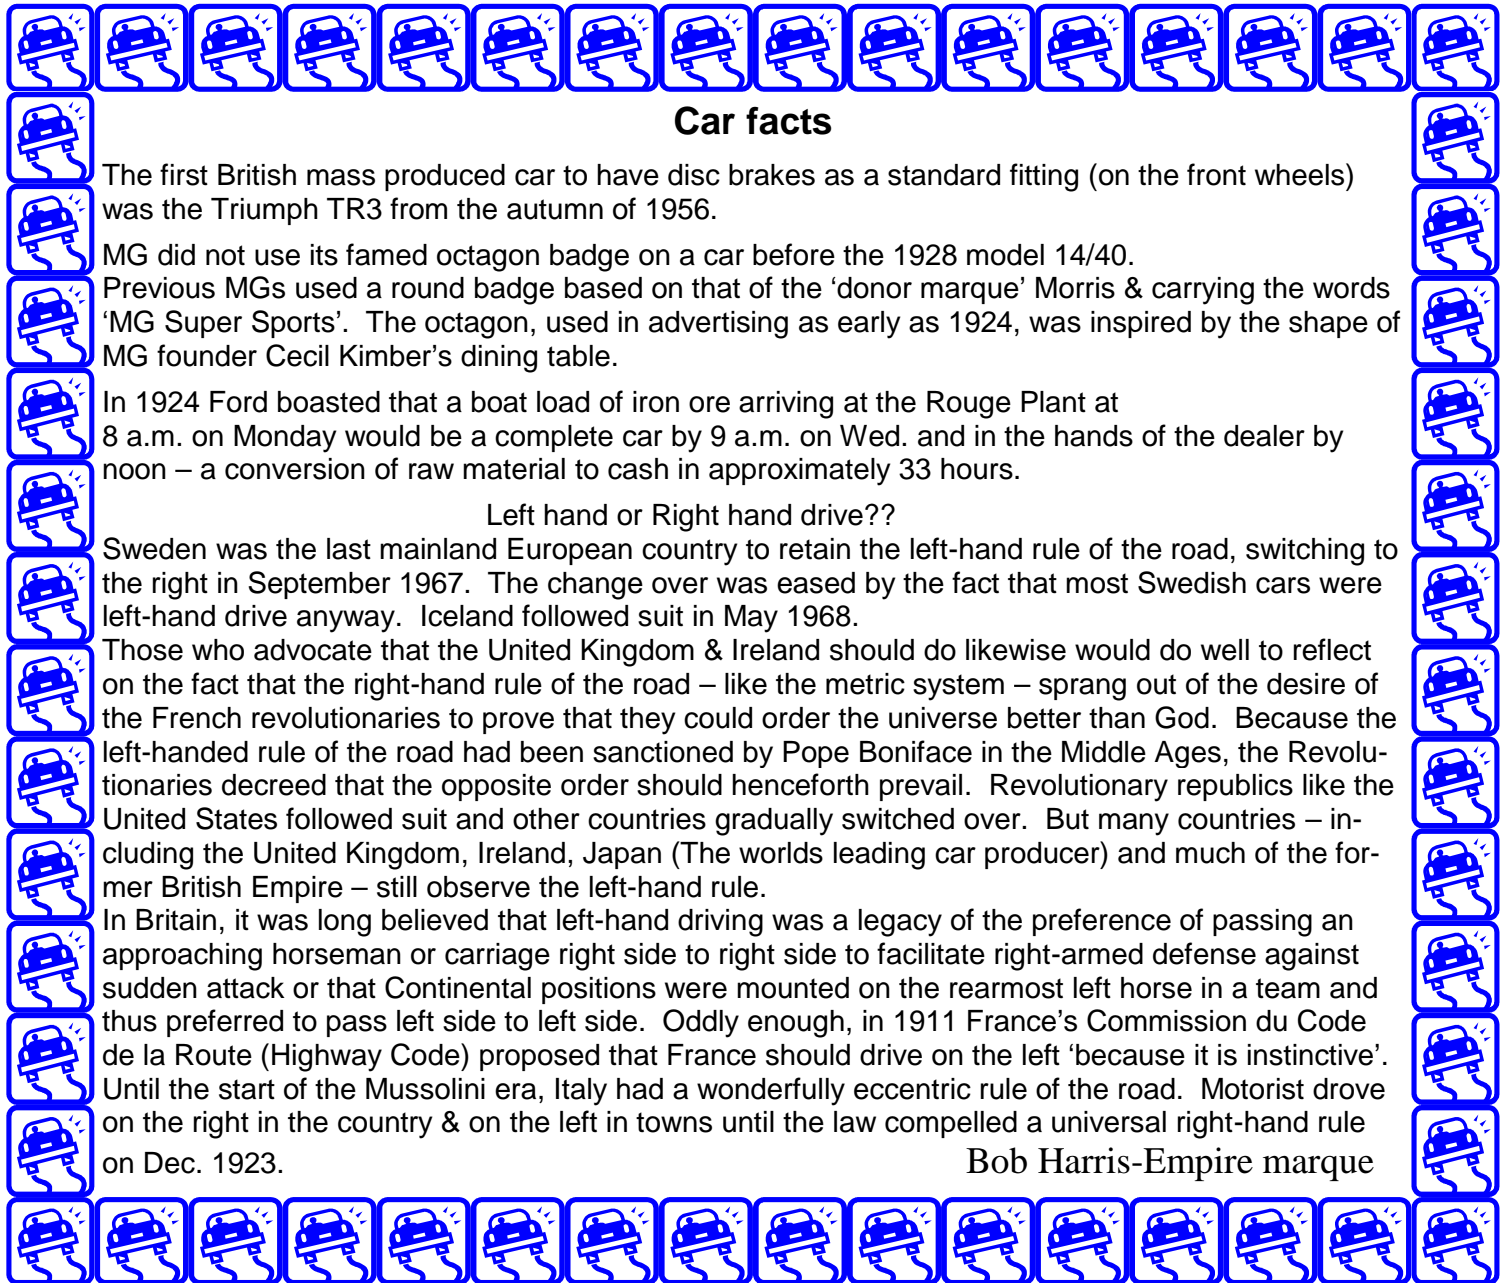 Car facts
The first British mass produced car to have disc brakes as a standard fitting (on the front wheels)
was the Triumph TR3 from the autumn of 1956.
MG did not use its famed octagon badge on a car before the 1928 model 14/40.
Previous MGs used a round badge based on that of the ‘donor marque’ Morris & carrying the words
‘MG Super Sports’.  The octagon, used in advertising as early as 1924, was inspired by the shape of
MG founder Cecil Kimber’s dining table.
In 1924 Ford boasted that a boat load of iron ore arriving at the Rouge Plant at
8 a.m. on Monday would be a complete car by 9 a.m. on Wed. and in the hands of the dealer by
noon – a conversion of raw material to cash in approximately 33 hours.
Left hand or Right hand drive??
Sweden was the last mainland European country to retain the left-hand rule of the road, switching to
the right in September 1967.  The change over was eased by the fact that most Swedish cars were
left-hand drive anyway.  Iceland followed suit in May 1968.
Those who advocate that the United Kingdom & Ireland should do likewise would do well to reflect
on the fact that the right-hand rule of the road – like the metric system – sprang out of the desire of
the French revolutionaries to prove that they could order the universe better than God.  Because the
left-handed rule of the road had been sanctioned by Pope Boniface in the Middle Ages, the Revolu-
tionaries decreed that the opposite order should henceforth prevail.  Revolutionary republics like the
United States followed suit and other countries gradually switched over.  But many countries – in-
cluding the United Kingdom, Ireland, Japan (The worlds leading car producer) and much of the for-
mer British Empire – still observe the left-hand rule.
In Britain, it was long believed that left-hand driving was a legacy of the preference of passing an
approaching horseman or carriage right side to right side to facilitate right-armed defense against
sudden attack or that Continental positions were mounted on the rearmost left horse in a team and
thus preferred to pass left side to left side.  Oddly enough, in 1911 France’s Commission du Code
de la Route (Highway Code) proposed that France should drive on the left ‘because it is instinctive’.
Until the start of the Mussolini era, Italy had a wonderfully eccentric rule of the road.  Motorist drove
on the right in the country & on the left in towns until the law compelled a universal right-hand rule
on Dec. 1923. Bob Harris-Empire marque